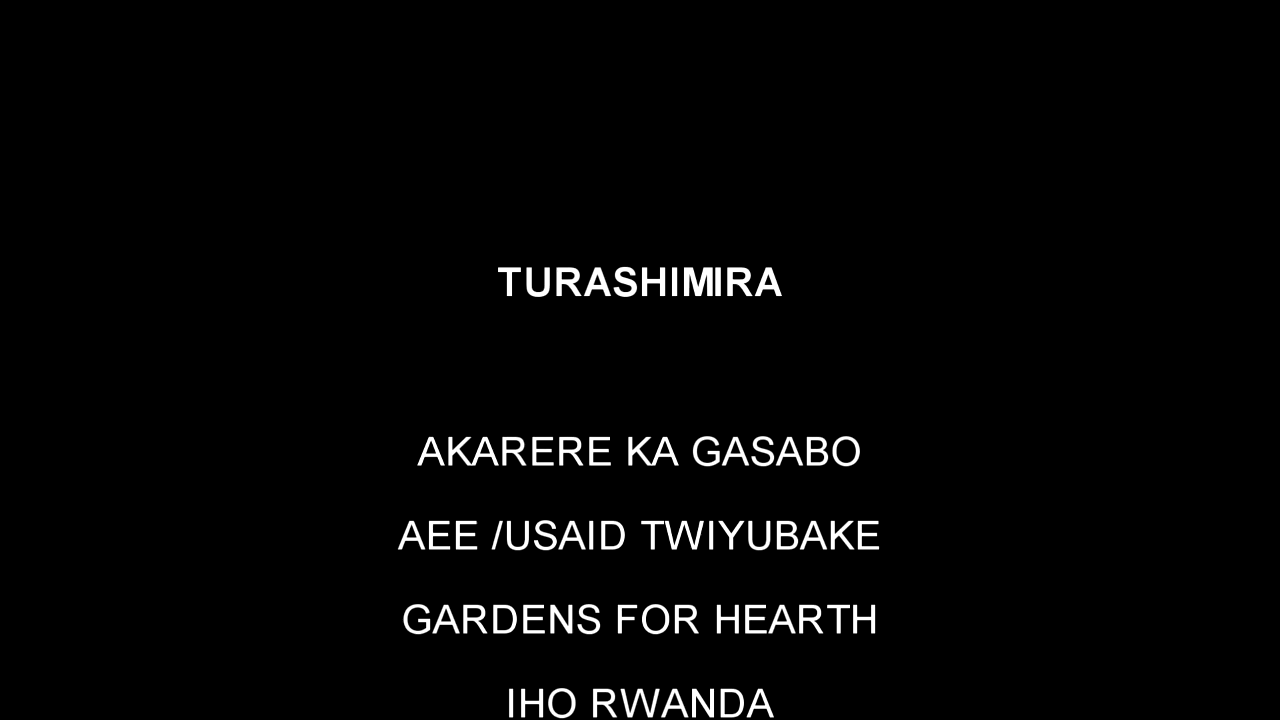 TURASHIMIRA
AKARERE KA GASABO
AEE /USAID TWIYUBAKE
GARDENS FOR HEARTH
IHO RWANDA